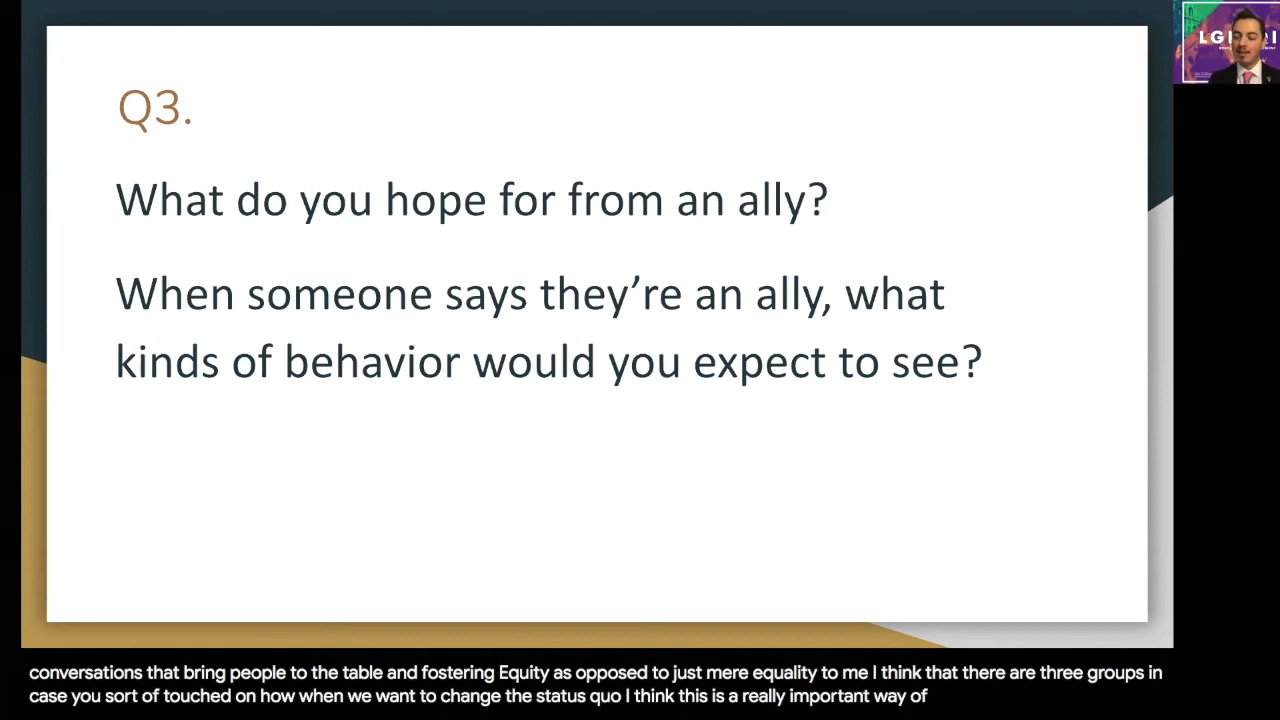 Q3.
What do you hope for from an ally?
When someone says they're an ally, what
kinds of behavior would you expect to see?
conversations that bring people to the table and fostering Equity as opposed to just mere equality to me I think that there are three groups in
case you sort of touched on how when we want to change the status quo I think this is a really important way of